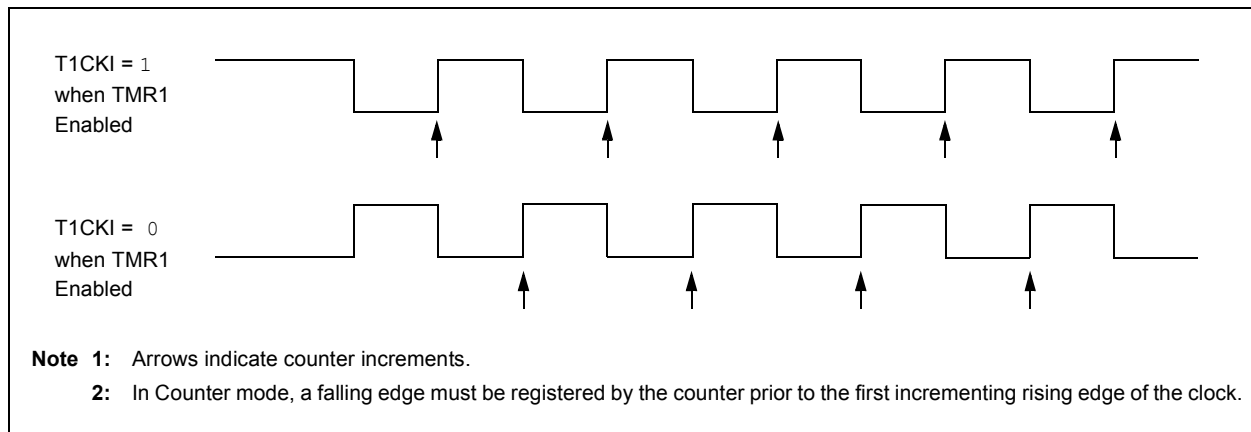 T1CKI = 1
when TMR1
Enabled
T1CKI = 0
when TMR1
Enabled
Note 1: Arrows indicate counter increments.
2: In Counter mode, a falling edge must be registered by the counter prior to the first incrementing rising edge of the clock.